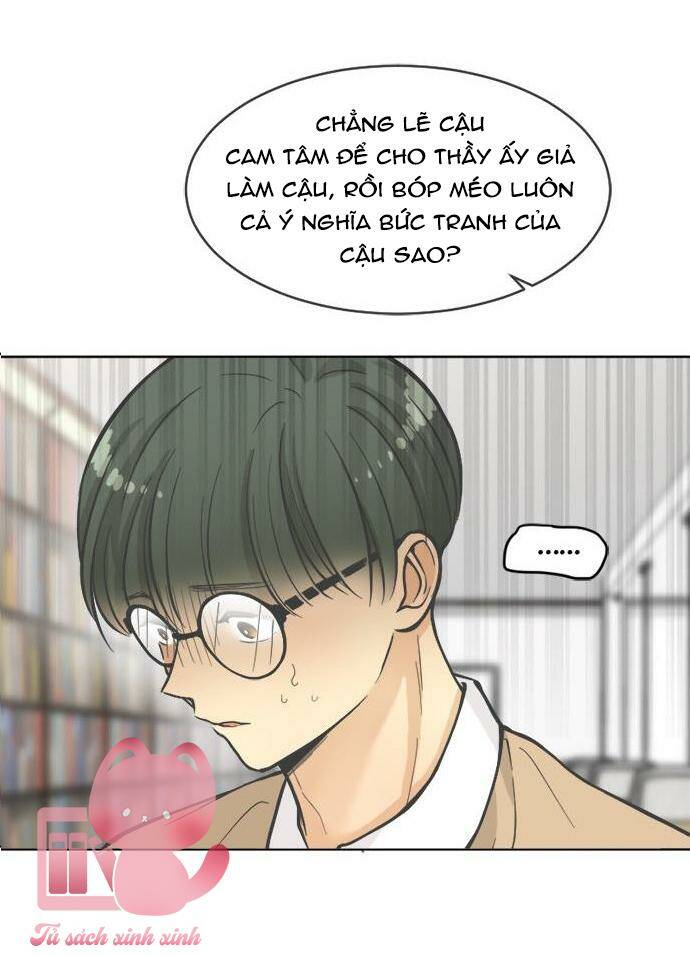 CHẲNG LẼ CẬU
CAM TÂM ĐỂ CHO THẦY ẤY GIẢ
LÀM CẬU, RỒI BÓP MÉO LUÔN
CẢ Ý NGHĨA BỨC TRANH CỦA
CẬU SAO?
......
Tủ sách xinh xinh